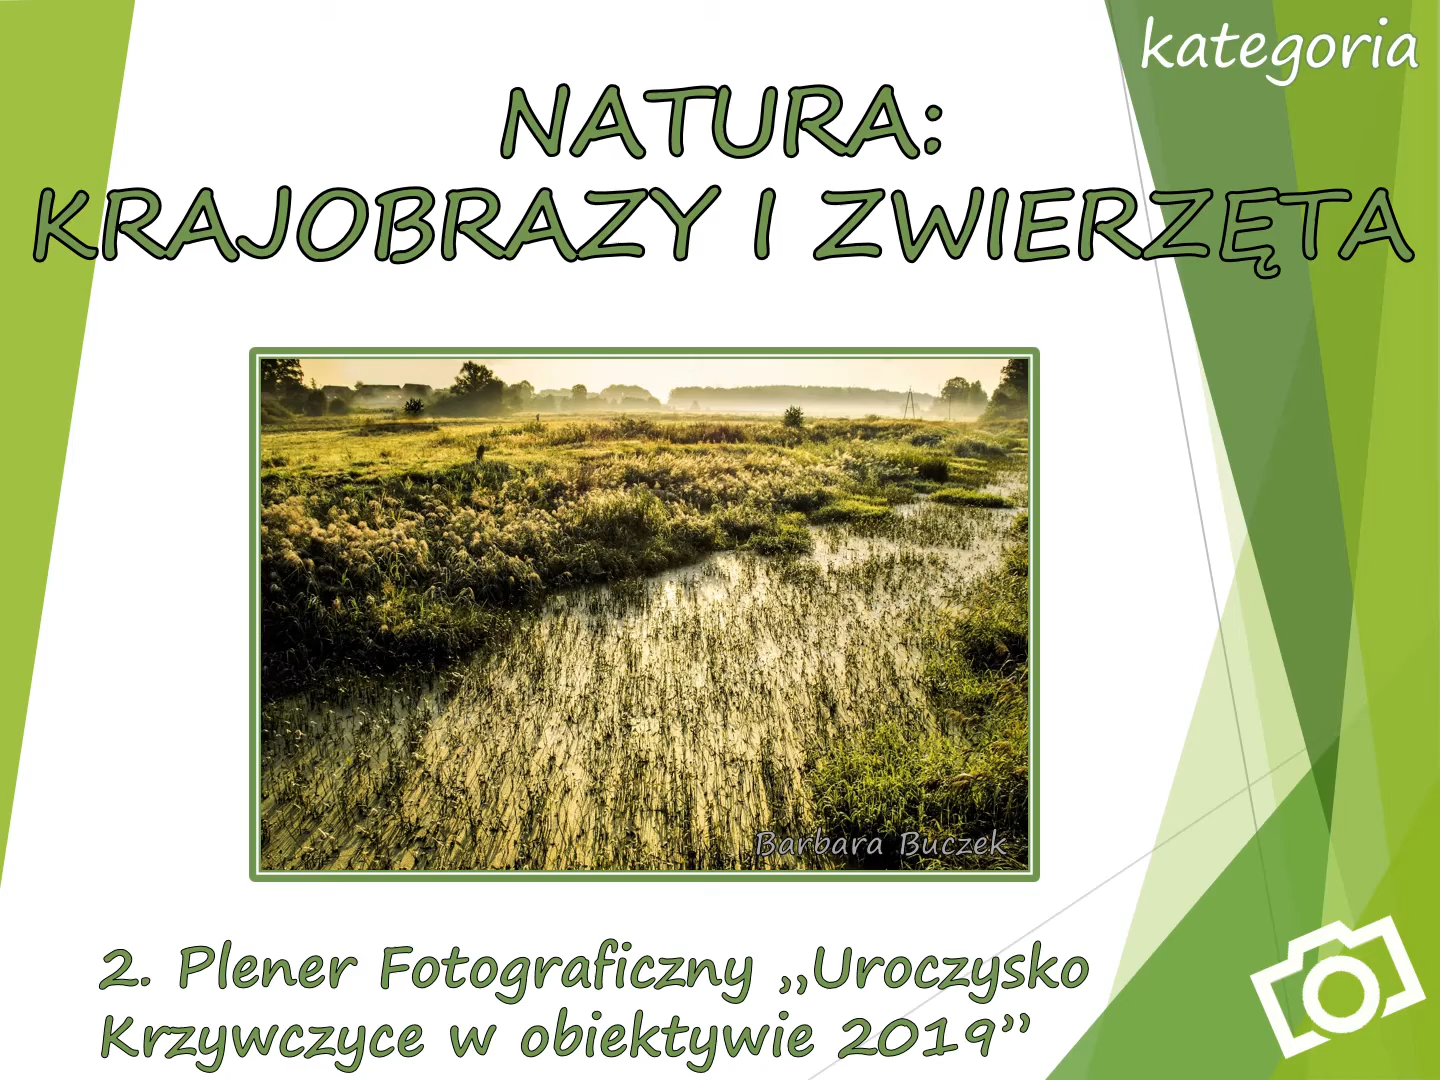 kategoria
NATURA:
KRAJOBRAZY I ZWIERZĘTA
Barbara Buczek
2. Plener Fotograficzny „Uroczysko
Krzywczyce w obiektywie 2019”